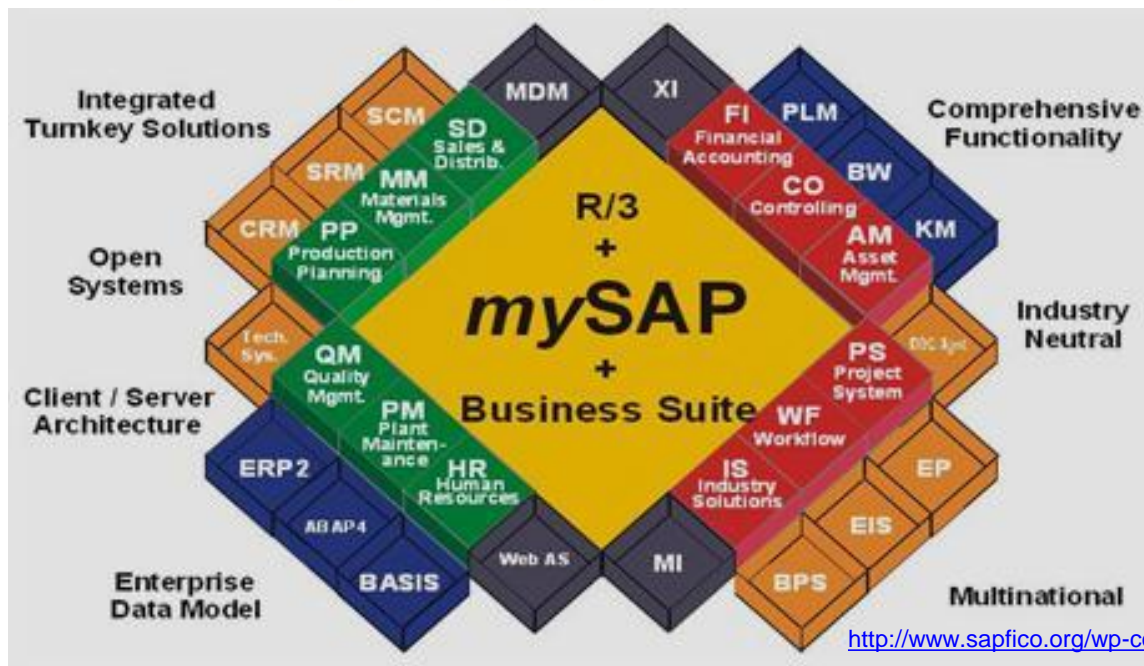 MDM
XI
SCM
SD
Sales &
Distrib.
FI
Financial
Accounting
PLM
Integrated
Turnkey Solutions
Comprehensive
Functionality
SRM
MM
Materials
Mgmt.
CO
Controlling
BW
CRM
PP
Production
Planning
R/3
+
mySAP
+
Business Suite
AM
Asset
Mgmt.
KM
Open
Systems
Industry
Neutral
Tech.
Sys.
QM
Quality
Mgmt.
PS
Project
System
Client / Server
Architecture
PM
Plant
Mainten-
ance
WF
Workflow
ERP2
HR
Human
Resources
IS
Industry
Solutions
EP
ABAP4
EIS
Web AS
MI
BASIS
BPS
Enterprise
Data Model
Multinational
http://www.sapfico.org/wp-co